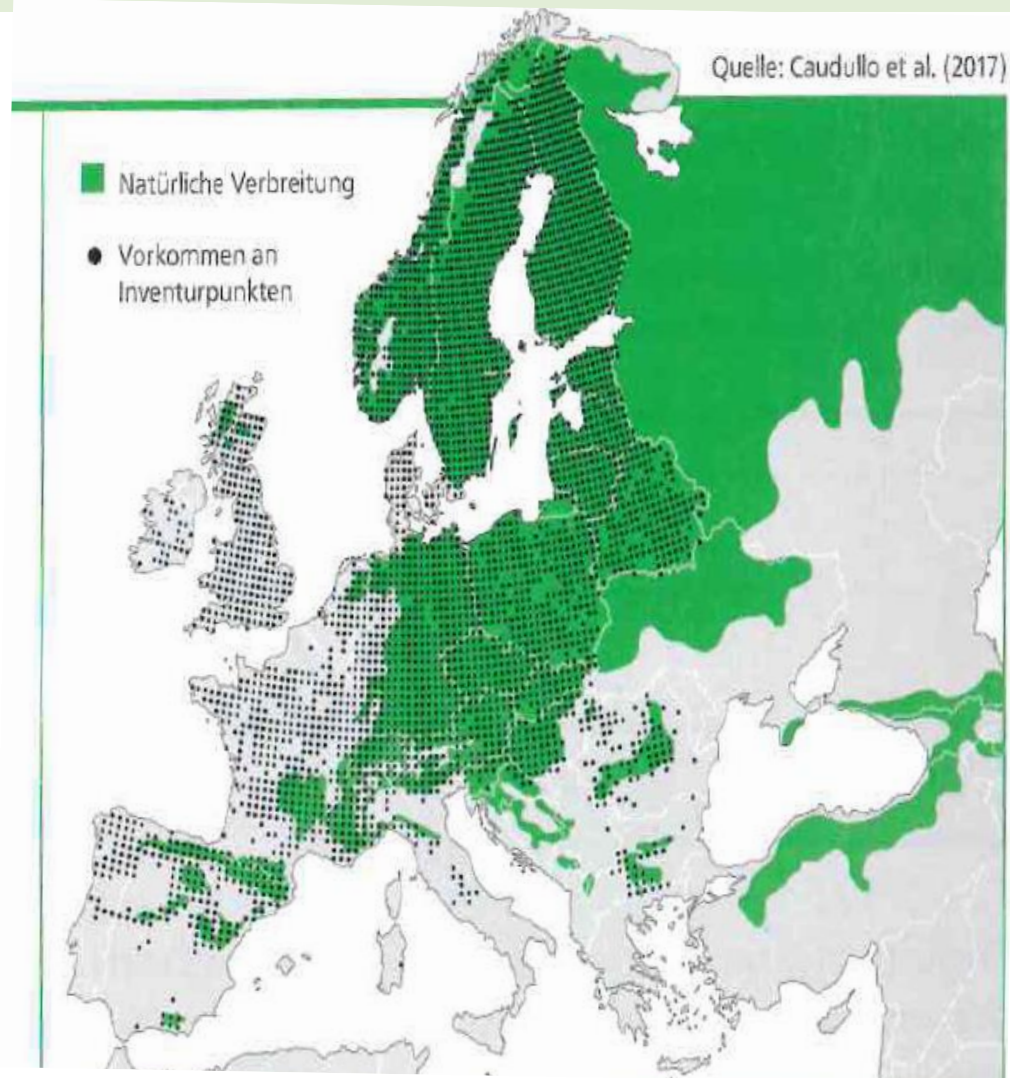 Quelle: Caudullo et al. (2017)
Natürliche Verbreitung
Vorkommen an
Inventurpunkten